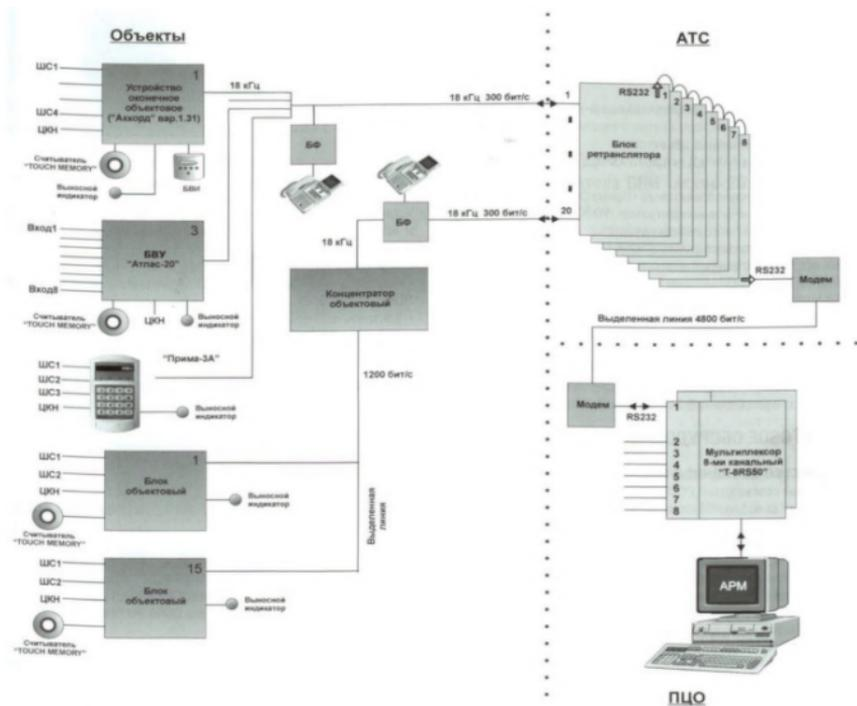 Объекты
АТС
ШС1
ШС4
ЦКН
1
Устройство
оконечное
объектовое
("Аккорд" вар.1.31)
Считыватель
"TOUCH MEMORY"
Выносной
индикатор
БВИ
18 кГц
БФ
18 кГц 300 бит/с
1
20
RS232
1
2
3
4
5
6
7
8
Блок
ретранслятора
Вход1
Вход8
3
БВУ
"Атлас-20"
Считыватель
"TOUCH MEMORY"
ЦКН
Выносной
индикатор
БФ
18 кГц 300 бит/с
18 кГц
Концентратор
объектовый
RS232
Модем
Выделенная линия 4800 бит/с
ШС1
ШС2
ШС3
ЦКН
"Прима-3А"
Выносной
индикатор
1200 бит/с
Выделенная
линия
Модем
RS232
1
2
3
4
5
6
7
8
Мультиплексор
8-ми канальный
"Т-8RS50"
ШС1
ШС2
ЦКН
1
Блок
объектовый
Выносной
индикатор
Считыватель
"TOUCH MEMORY"
ШС1
ШС2
ЦКН
15
Блок
объектовый
Выносной
индикатор
Считыватель
"TOUCH MEMORY"
АРМ
ПЦО